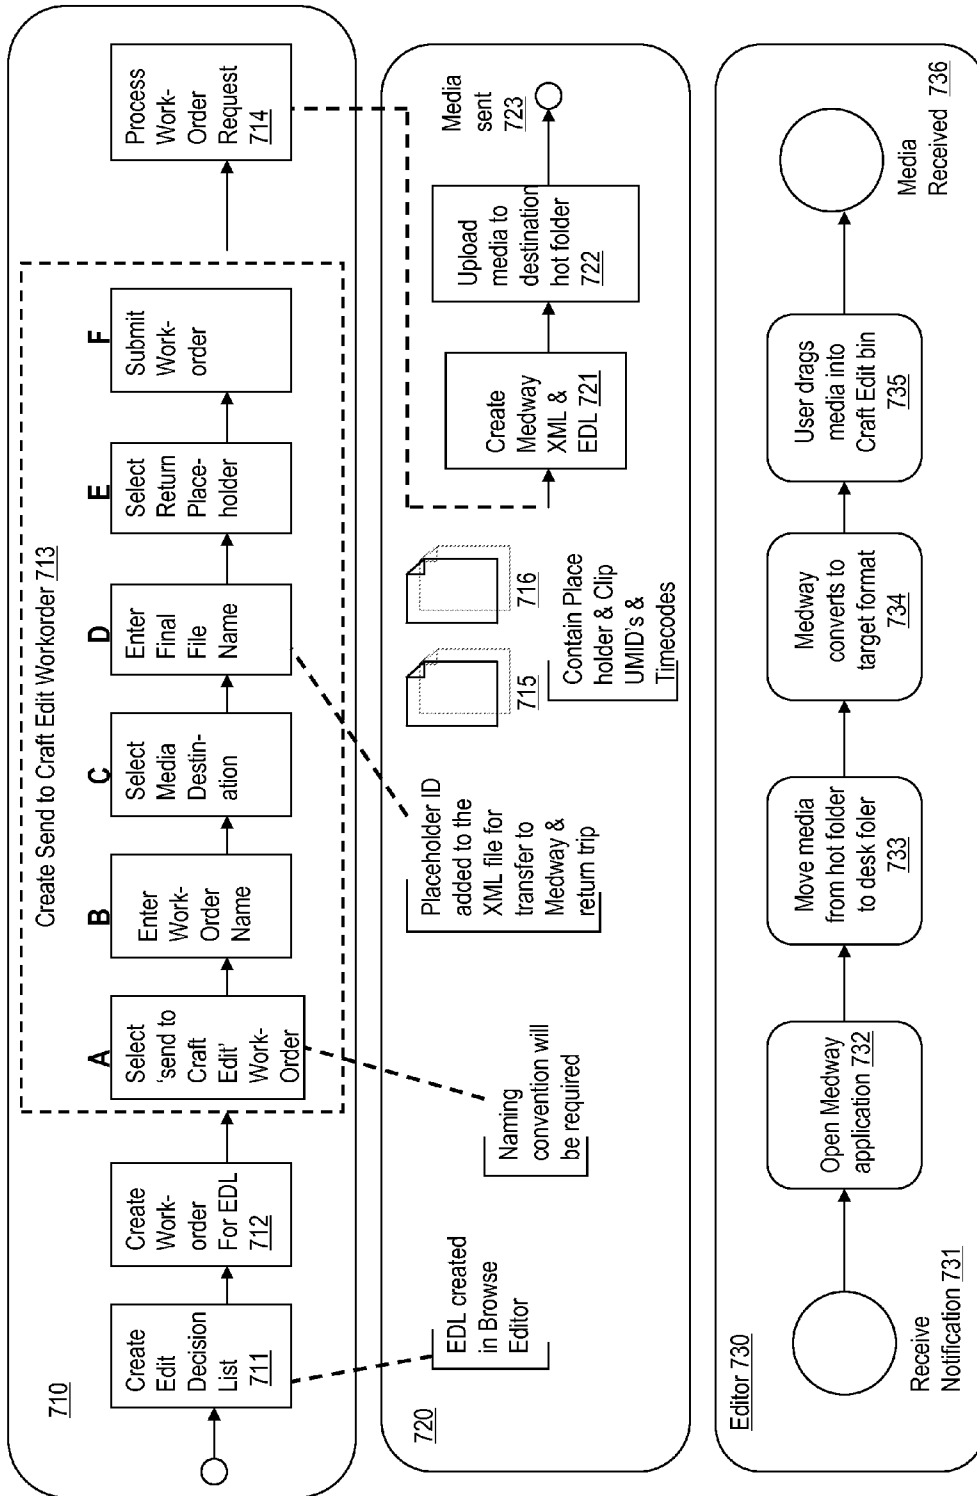 710
Create
Edit
Decision
List
711
Create
Work-
order
For EDL
712
Create Send to Craft Edit Workorder 713
A
Select
'send to
Craft
Edit'
Work-
Order
B
Enter
Work-
Order
Name
C
Select
Media
Destin-
ation
D
Enter
Final
File
Name
E
Select
Return
Place-
holder
F
Submit
Work-
order
Process
Work-
Order
Request
714
720
EDL created
in Browse
Editor
Naming
convention will
be required
Placeholder ID
added to the
XML file for
transfer to
Medway &
return trip
715
716
Contain Place
holder & Clip
UMID's &
Timecodes
Create
Medway
XML &
EDL 721
Upload
media to
destination
hot folder
722
Media
sent
723
Editor 730
Receive
Notification 731
Open Medway
application 732
Move media
from hot folder
to desk foler
733
Medway
converts to
target format
734
User drags
media into
Craft Edit bin
735
Media
Received 736